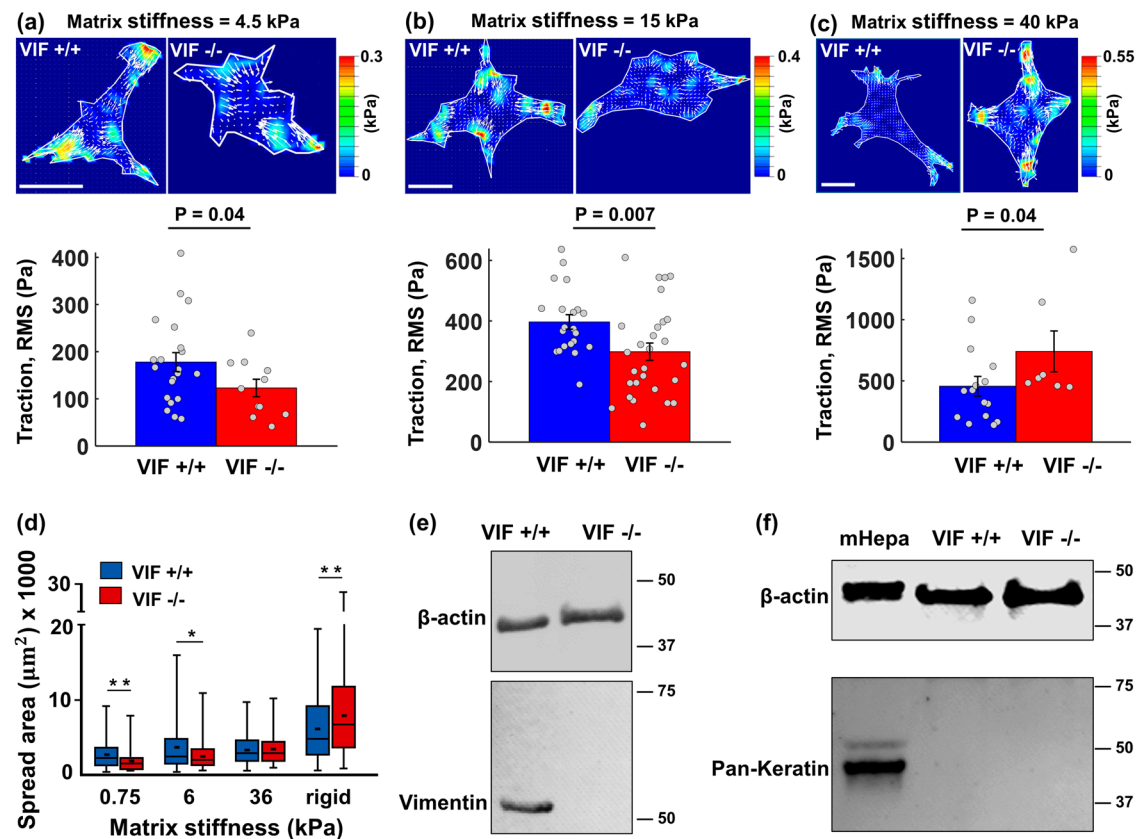 (a)
Matrix stiffness = 4.5 kPa
VIF +/+
VIF -/-
0.3
(kPa)
0
P = 0.04
Traction, RMS (Pa)
400
300
200
100
0
VIF +/+
VIF -/-
(b)
Matrix stiffness = 15 kPa
VIF +/+
VIF -/-
0.4
(kPa)
0
P = 0.007
Traction, RMS (Pa)
600
400
200
0
VIF +/+
VIF -/-
(c)
Matrix stiffness = 40 kPa
VIF +/+
VIF -/-
0.55
(kPa)
0
P = 0.04
Traction, RMS (Pa)
1500
1000
500
0
VIF +/+
VIF -/-
(d)
Spread area (μm²) x 1000
30
20
10
0
VIF +/+
VIF -/-
**
*
**
0.75
6
36
rigid
Matrix stiffness (kPa)
(e)
VIF +/+
VIF -/-
β-actin
50
37
75
Vimentin
50
(f)
mHepa
VIF +/+
VIF -/-
β-actin
50
37
75
Pan-Keratin
50
37